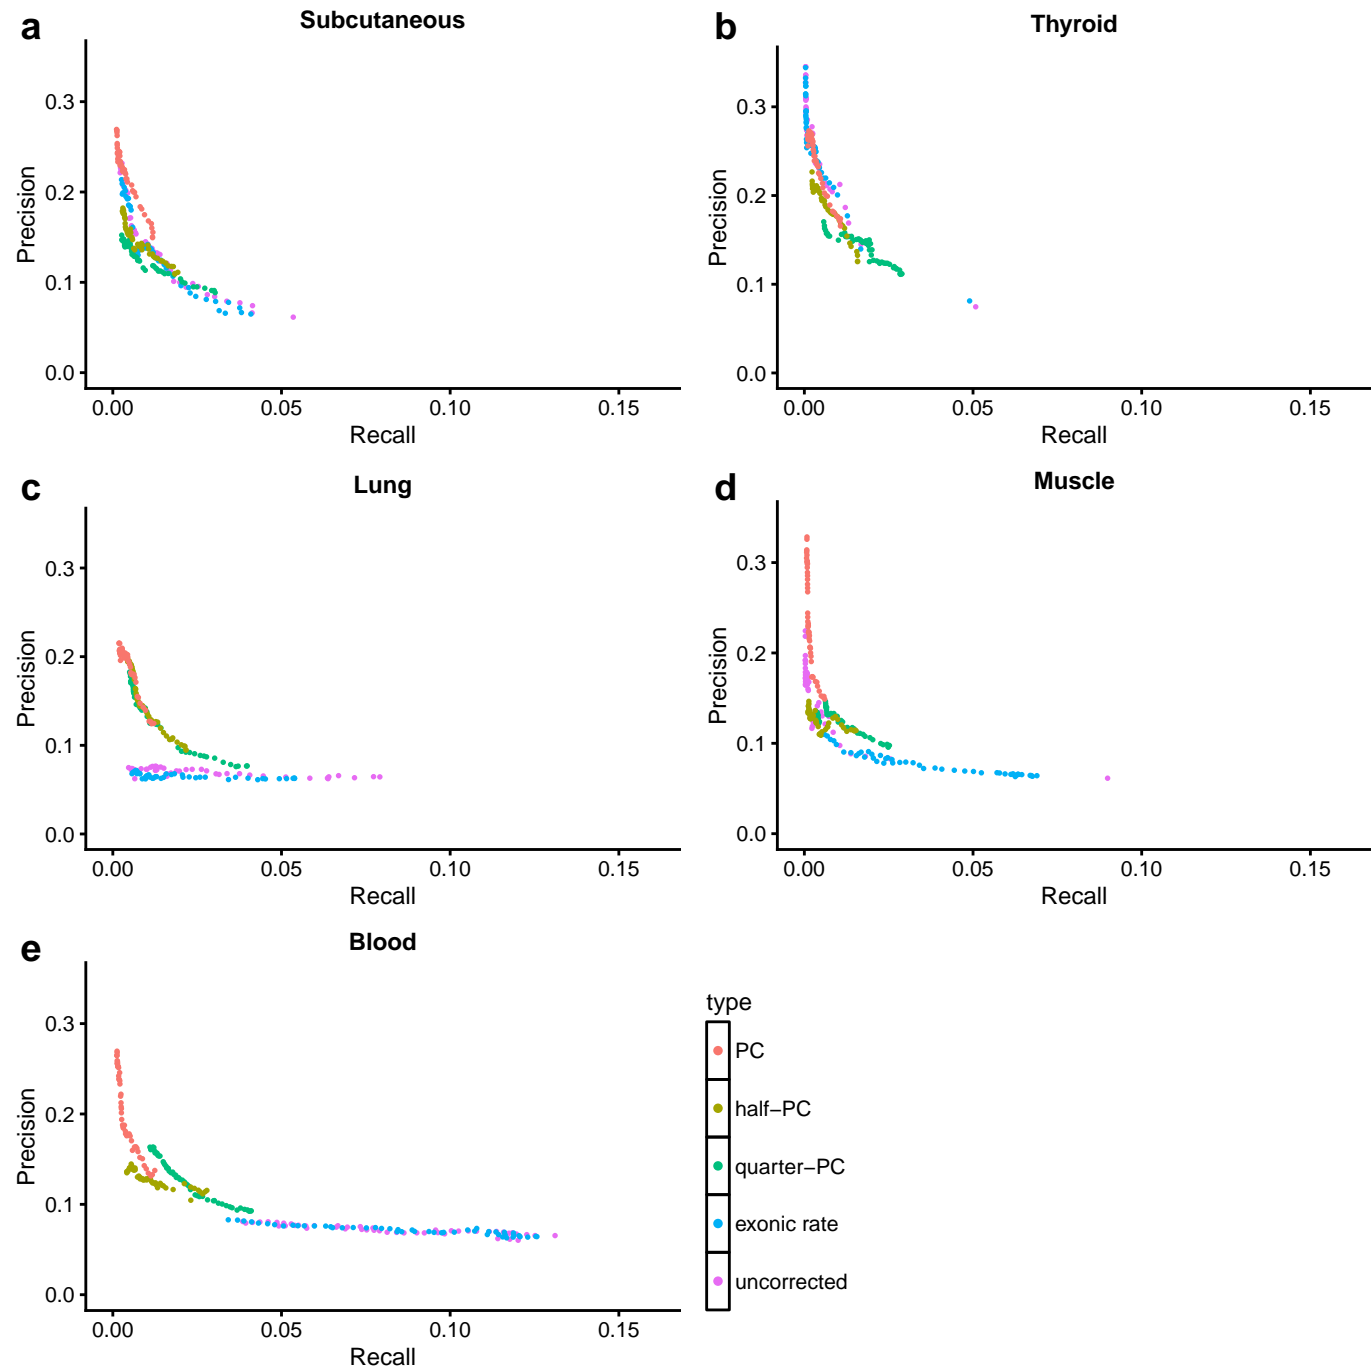 a
Subcutaneous
0.3
0.2
0.1
0.0
Precision
0.00 0.05 0.10 0.15
Recall
b
Thyroid
0.3
0.2
0.1
0.0
Precision
0.00 0.05 0.10 0.15
Recall
c
Lung
0.3
0.2
0.1
0.0
Precision
0.00 0.05 0.10 0.15
Recall
d
Muscle
0.3
0.2
0.1
0.0
Precision
0.00 0.05 0.10 0.15
Recall
e
Blood
0.3
0.2
0.1
0.0
Precision
0.00 0.05 0.10 0.15
Recall
type
PC
half−PC
quarter−PC
exonic rate
uncorrected